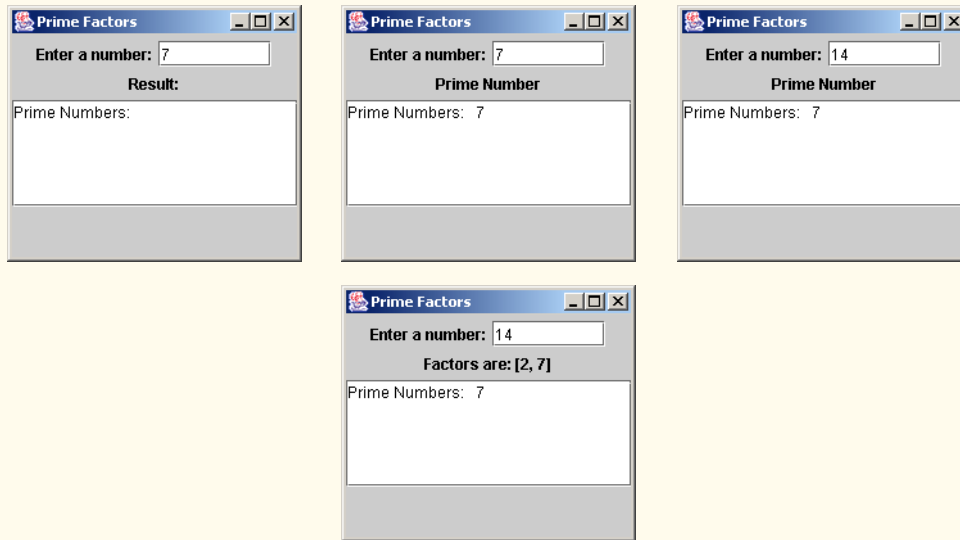 Prime Factors
Enter a number: 7
Result:
Prime Numbers:
Prime Factors
Enter a number: 7
Prime Number
Prime Numbers: 7
Prime Factors
Enter a number: 14
Prime Number
Prime Numbers: 7
Prime Factors
Enter a number: 14
Factors are: [2, 7]
Prime Numbers: 7